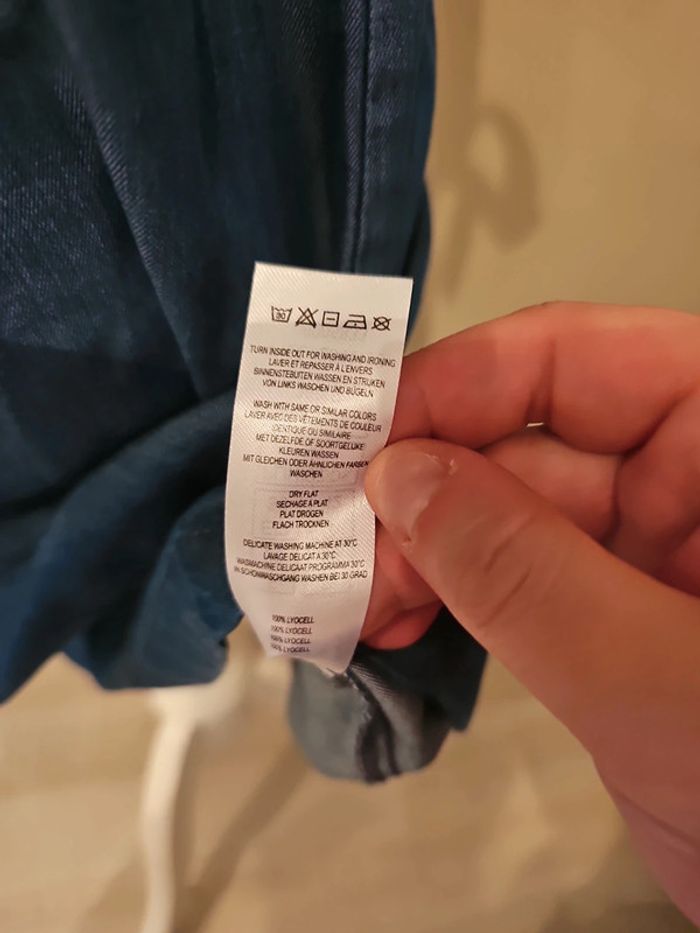 30
TURN INSIDE OUT FOR WASHING AND IRONING
LAVER ET REPASSER À L'ENVERS
BINNENSTEBUITEN WASSEN EN STRIJKEN
VON LINKS WASCHEN UND BÜGELN
WASH WITH SAME OR SIMILAR COLORS
LAVER AVEC DES VÊTEMENTS DE COULEUR
IDENTIQUE OU SIMILAIRE
MET DEZELFDE OF SOORTGELIJKE
KLEUREN WASSEN
MIT GLEICHEN ODER ÄHNLICHEN FARBEN
WASCHEN
DRY FLAT
SECHAGE A PLAT
PLAT DROGEN
FLACH TROCKNEN
DELICATE WASHING MACHINE AT 30°C
LAVAGE DELICAT A 30°C
WASMACHINE DELICAAT PROGRAMMA 30°C
IN SCHONWASCHGANG WASHEN BEI 30 GRAD
100% LYOCELL
100% LYOCELL
100% LYOCELL
100% LYOCELL